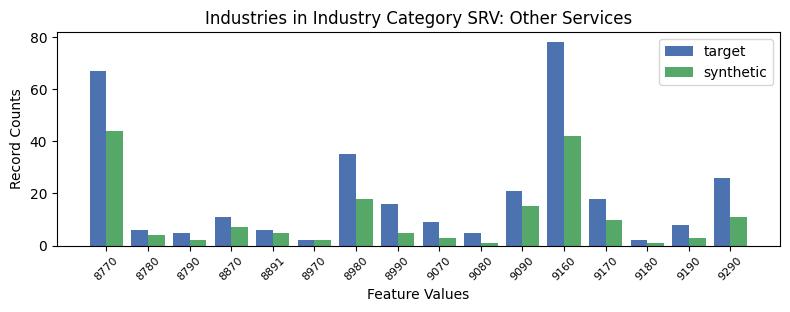 Industries in Industry Category SRV: Other Services
target
synthetic
Record Counts
80
60
40
20
0
8770 8780 8790 8870 8891 8970 8980 8990 9070 9080 9090 9160 9170 9180 9190 9290
Feature Values